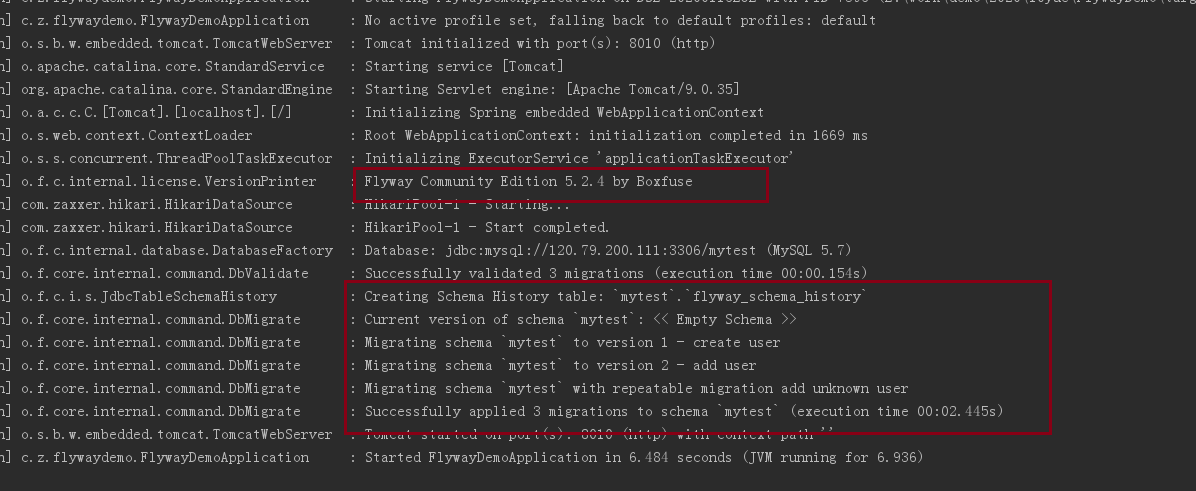 c.z.flywaydemo.FlywayDemoApplication : No active profile set, falling back to default profiles: default
n] o.s.b.w.embedded.tomcat.TomcatWebServer : Tomcat initialized with port(s): 8010 (http)
n] o.apache.catalina.core.StandardService : Starting service [Tomcat]
n] org.apache.catalina.core.StandardEngine : Starting Servlet engine: [Apache Tomcat/9.0.35]
n] o.a.c.c.C.[Tomcat].[localhost].[/] : Initializing Spring embedded WebApplicationContext
n] o.s.web.context.ContextLoader : Root WebApplicationContext: initialization completed in 1669 ms
n] o.s.s.concurrent.ThreadPoolTaskExecutor : Initializing ExecutorService 'applicationTaskExecutor'
n] o.f.c.internal.license.VersionPrinter : Flyway Community Edition 5.2.4 by Boxfuse
n] com.zaxxer.hikari.HikariDataSource : HikariPool-1 - Starting...
n] com.zaxxer.hikari.HikariDataSource : HikariPool-1 - Start completed.
n] o.f.c.internal.database.DatabaseFactory : Database: jdbc:mysql://120.79.200.111:3306/mytest (MySQL 5.7)
n] o.f.core.internal.command.DbValidate : Successfully validated 3 migrations (execution time 00:00.154s)
n] o.f.c.i.s.JdbcTableSchemaHistory : Creating Schema History table: `mytest`.`flyway_schema_history`
n] o.f.core.internal.command.DbMigrate : Current version of schema `mytest`: << Empty Schema >>
n] o.f.core.internal.command.DbMigrate : Migrating schema `mytest` to version 1 - create user
n] o.f.core.internal.command.DbMigrate : Migrating schema `mytest` to version 2 - add user
n] o.f.core.internal.command.DbMigrate : Migrating schema `mytest` with repeatable migration add unknown user
n] o.f.core.internal.command.DbMigrate : Successfully applied 3 migrations to schema `mytest` (execution time 00:02.445s)
n] o.s.b.w.embedded.tomcat.TomcatWebServer : Tomcat started on port(s): 8010 (http) with context path ''
n] c.z.flywaydemo.FlywayDemoApplication : Started FlywayDemoApplication in 6.484 seconds (JVM running for 6.936)